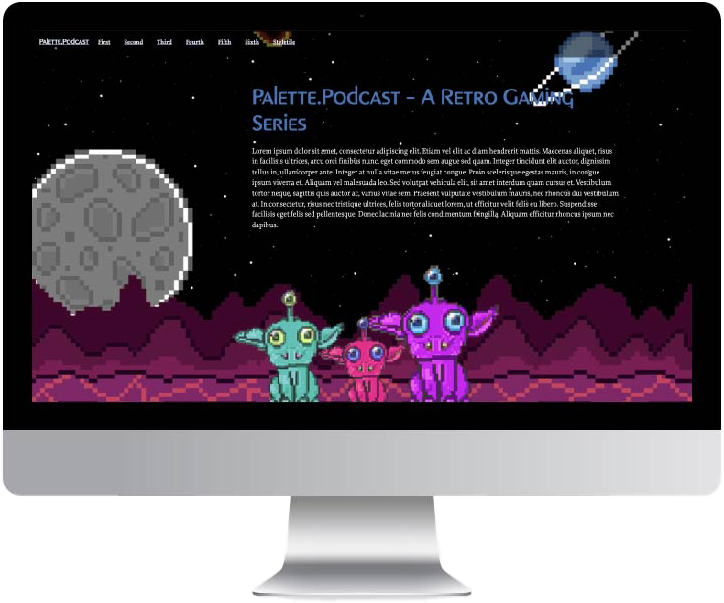 Palette.Podcast First Second Third Fourth Fifth Sixth
Palette.Podcast – A Retro Gaming
Series
Lorem ipsum dolor sit amet, consectetur adipiscing elit. Etiam vel elit ac diam hendrerit mattis. Maecenas aliquet, risus
in facilisis ultrices, arcu orci finibus nunc, eget commodo sem augue sed quam. Integer tincidunt elit auctor, dignissim
tellus in, ullamcorper ante. Integer at nulla vitae metus feugiat congue. Proin scelerisque egestas mauris, in congue
ipsum viverra et. Aliquam vel malesuada leo. Sed volutpat vehicula elit, sit amet interdum quam cursus et. Vestibulum
tortor neque, sagittis quis auctor at, varius vitae sem. Praesent vulputate vestibulum mauris, nec rhoncus dui vestibulum
at. In consectetur, risus nec tristique ultrices, felis tortor aliquet lorem, ut efficitur velit felis eu libero. Suspendisse
facilisis eget felis sed pellentesque. Donec lacinia nec felis condimentum fringilla. Aliquam efficitur rhoncus ipsum nec
dapibus.